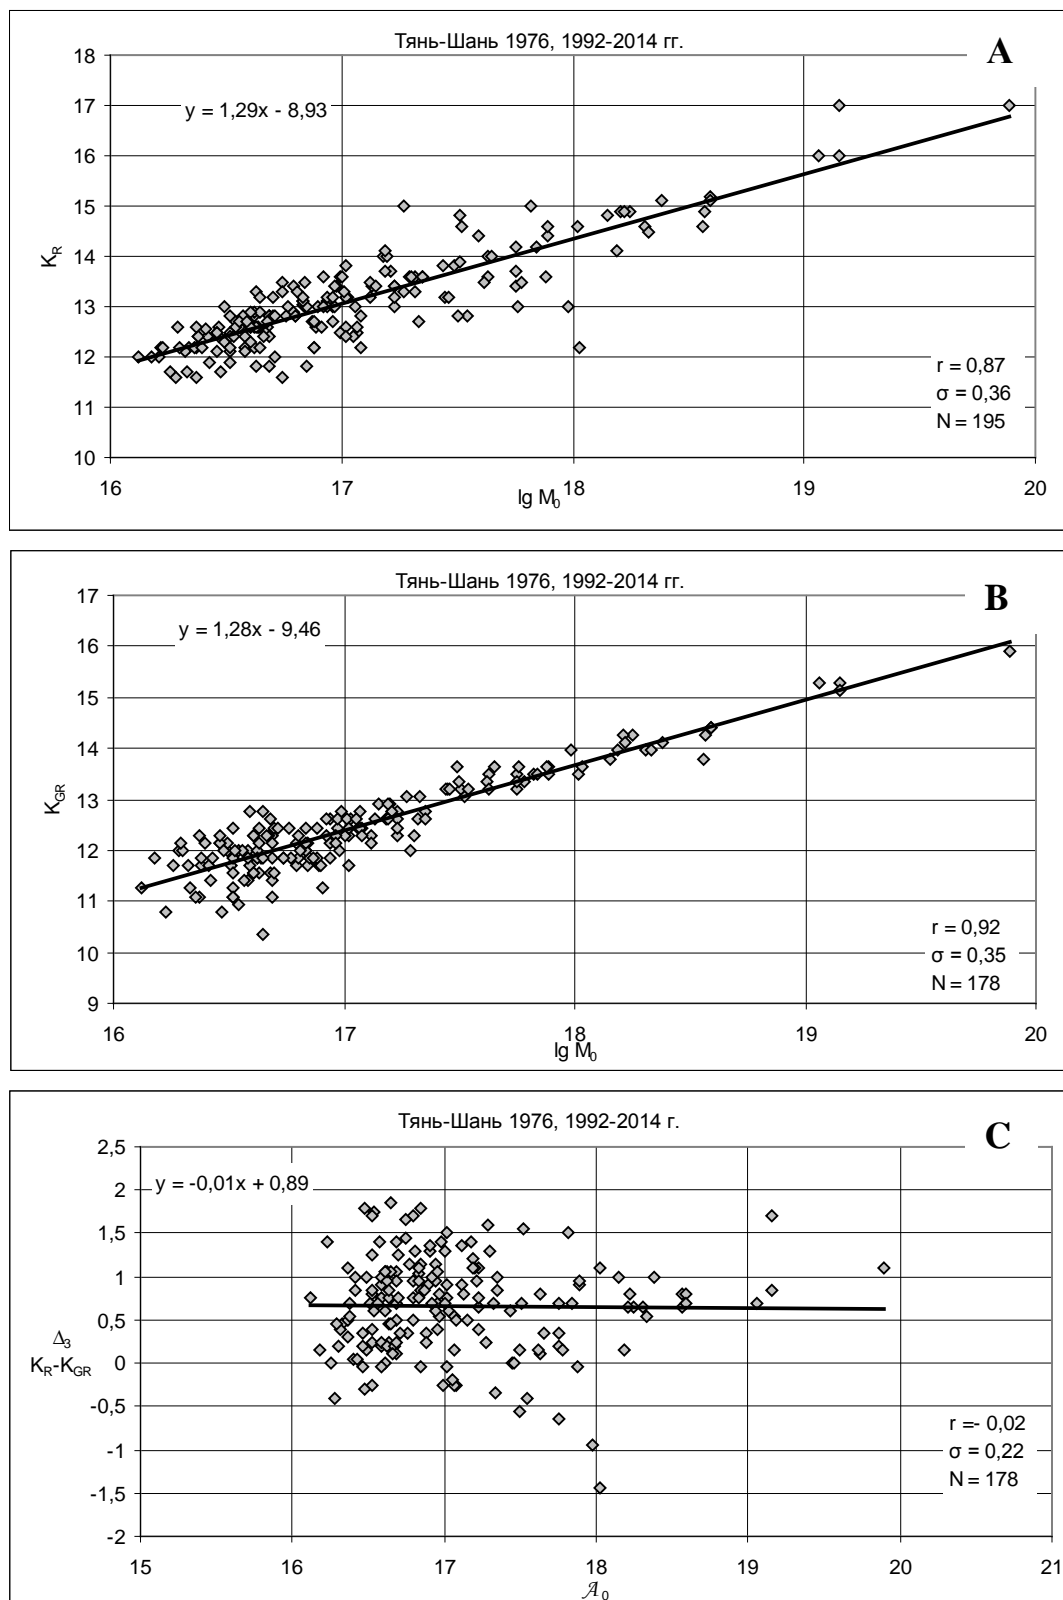 Тянь-Шань 1976, 1992-2014 гг.
A
18
17
16
15
14
13
12
11
10
y = 1,29x - 8,93
K_R
r = 0,87
σ = 0,36
N = 195
16 17 18 19 20
lg M₀
Тянь-Шань 1976, 1992-2014 гг.
B
17
16
15
14
13
12
11
10
9
y = 1,28x - 9,46
K_GR
r = 0,92
σ = 0,35
N = 178
16 17 18 19 20
lg M₀
Тянь-Шань 1976, 1992-2014 г.
C
2,5
2
1,5
1
0,5
0
-0,5
-1
-1,5
-2
y = -0,01x + 0,89
Δ₃
K_R-K_GR
r =- 0,02
σ = 0,22
N = 178
15 16 17 18 19 20 21
𝓐₀